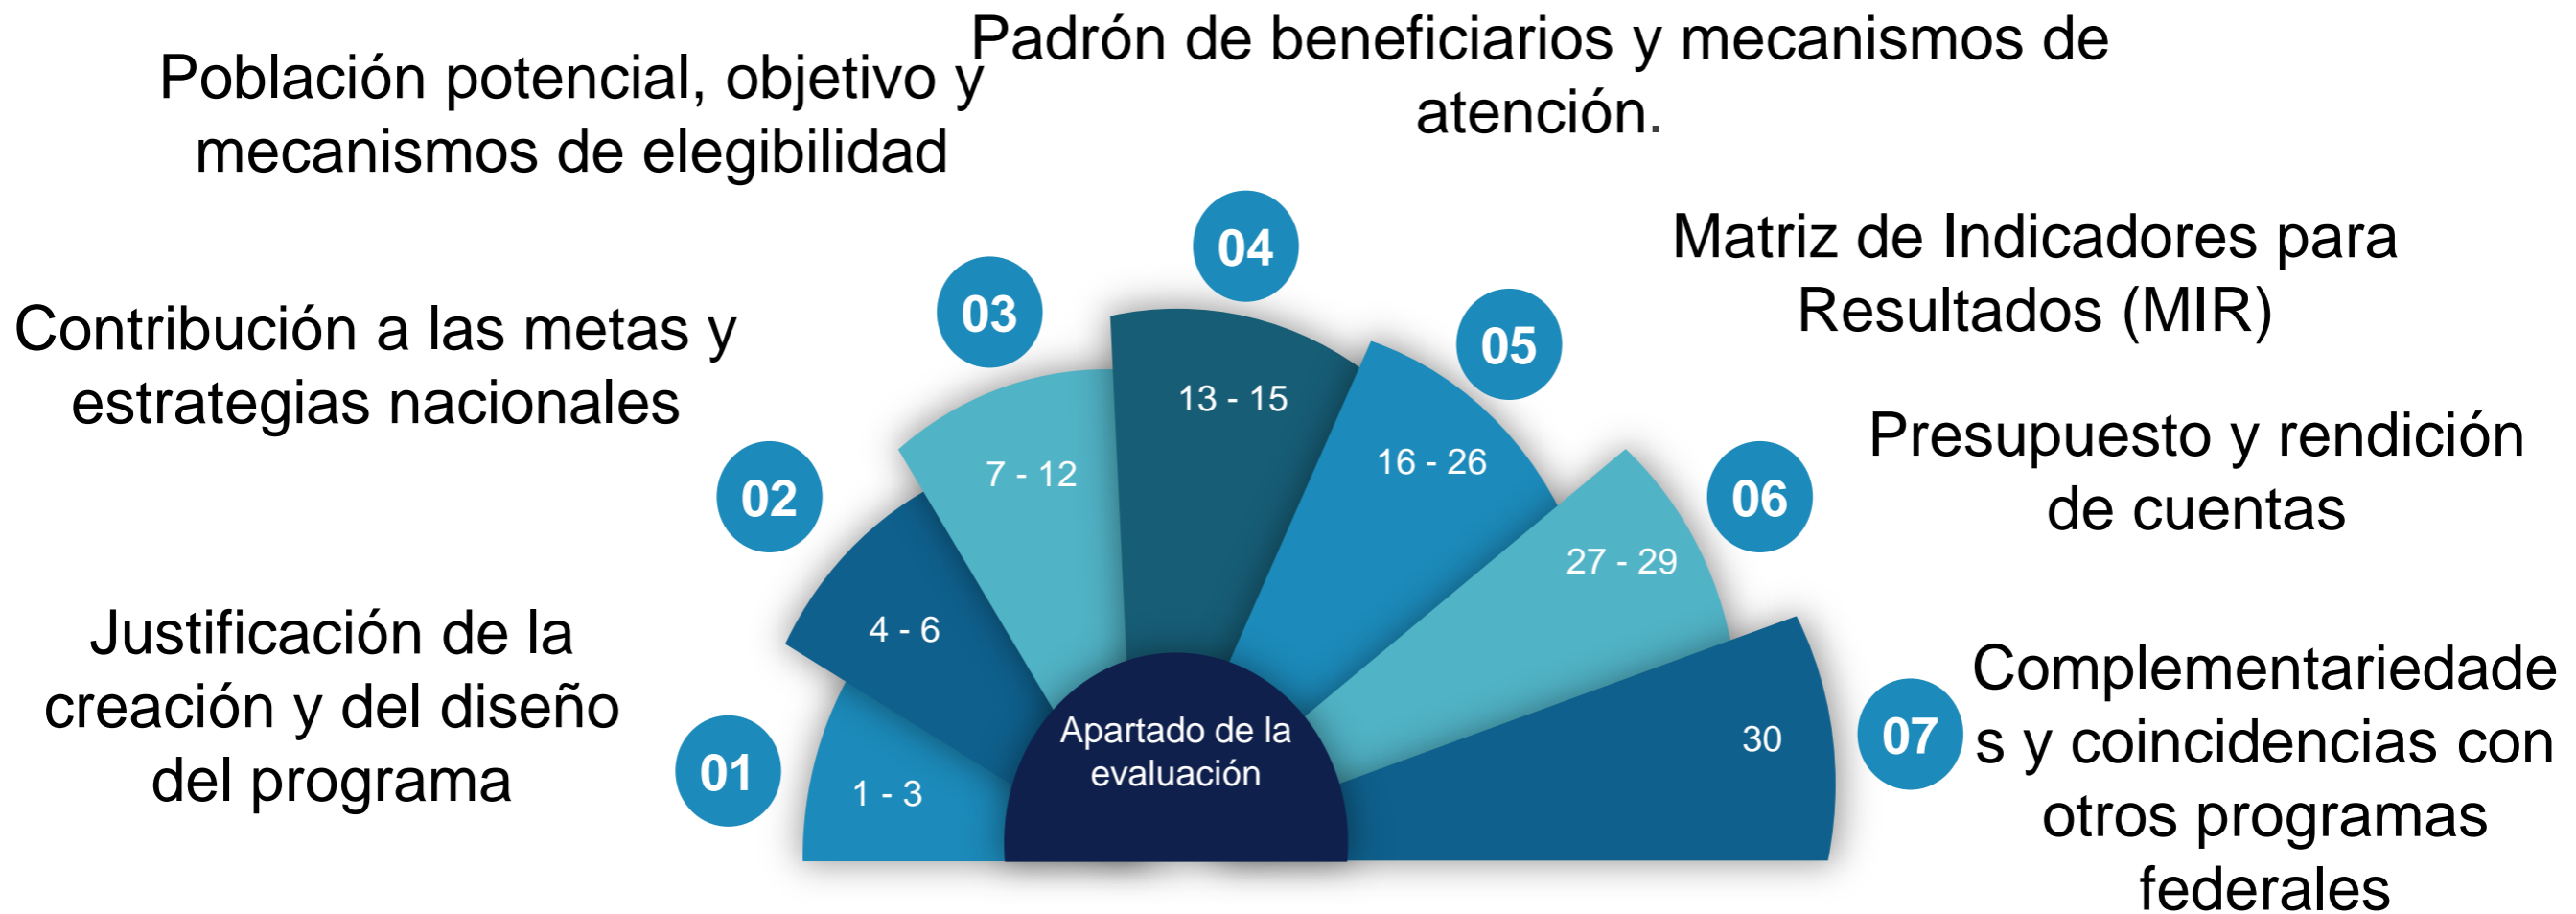 Padrón de beneficiarios y mecanismos de
atención.
Población potencial, objetivo y
mecanismos de elegibilidad
04
Matriz de Indicadores para
Resultados (MIR)
03
05
Contribución a las metas y
estrategias nacionales
13 - 15
16 - 26
7 - 12
02
06
Presupuesto y rendición
de cuentas
27 - 29
4 - 6
Justificación de la
creación y del diseño
del programa
01
1 - 3
Apartado de la
evaluación
30
07
Complementariedade
s y coincidencias con
otros programas
federales